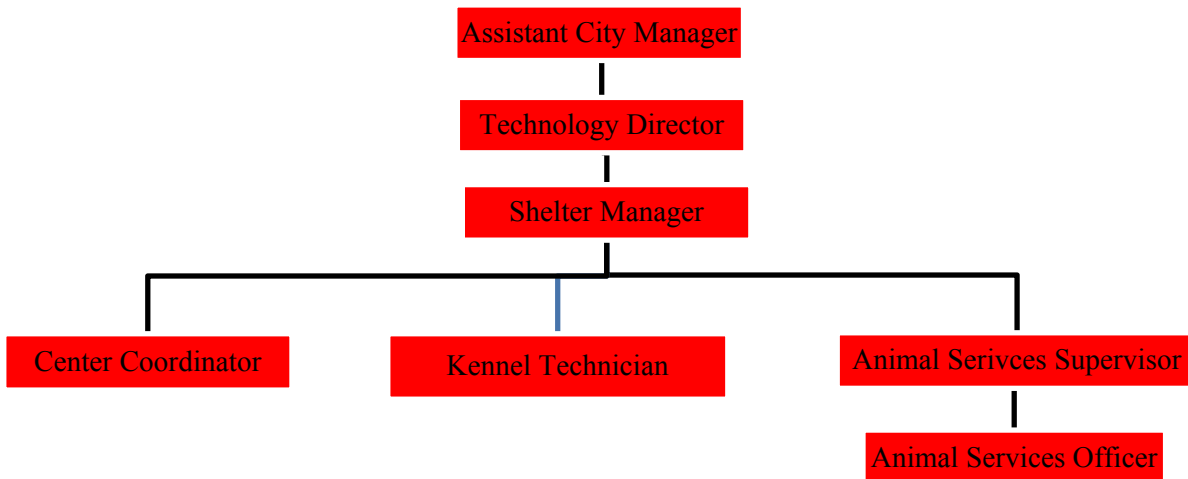 Assistant City Manager
Technology Director
Shelter Manager
Center Coordinator
Kennel Technician
Animal Serivces Supervisor
Animal Services Officer